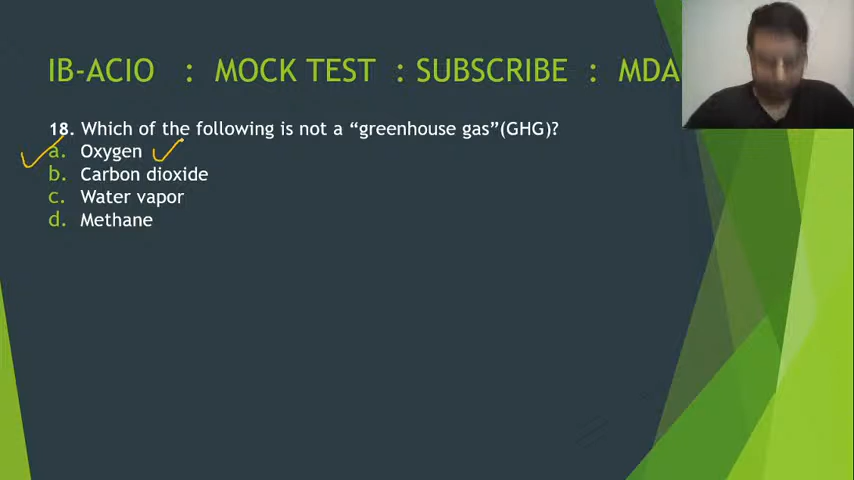 IB-ACIO : MOCK TEST : SUBSCRIBE : MDA
18. Which of the following is not a “greenhouse gas”(GHG)?
a. Oxygen
b. Carbon dioxide
c. Water vapor
d. Methane